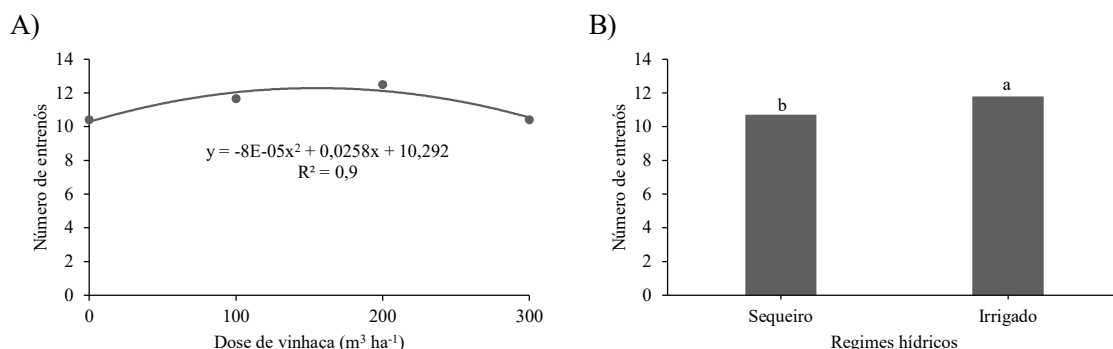 A)
Número de entrenós
14
12
10
8
6
4
2
0
y = -8E-05x² + 0,0258x + 10,292
R² = 0,9
0 100 200 300
Dose de vinhaça (m³ ha⁻¹)
B)
Número de entrenós
14
12
10
8
6
4
2
0
b
a
Sequeiro Irrigado
Regimes hídricos